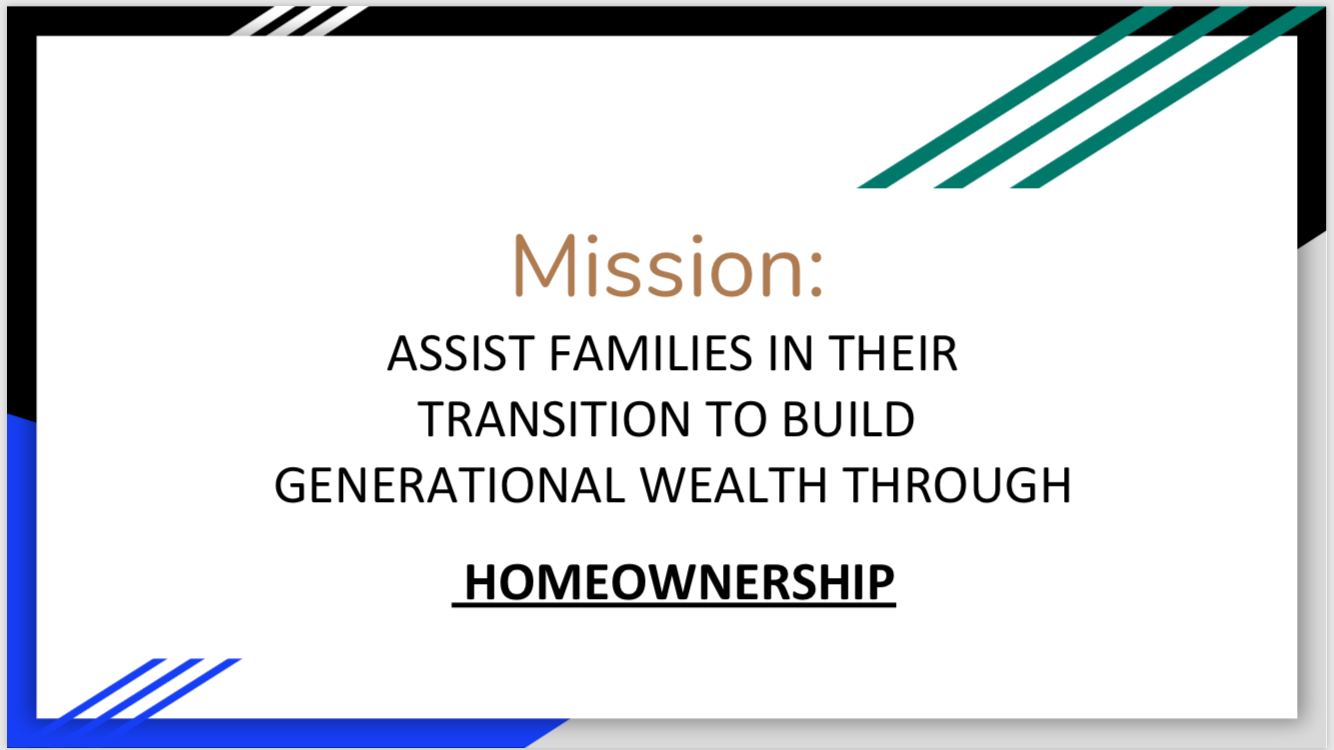 Mission:
ASSIST FAMILIES IN THEIR
TRANSITION TO BUILD
GENERATIONAL WEALTH THROUGH
HOMEOWNERSHIP